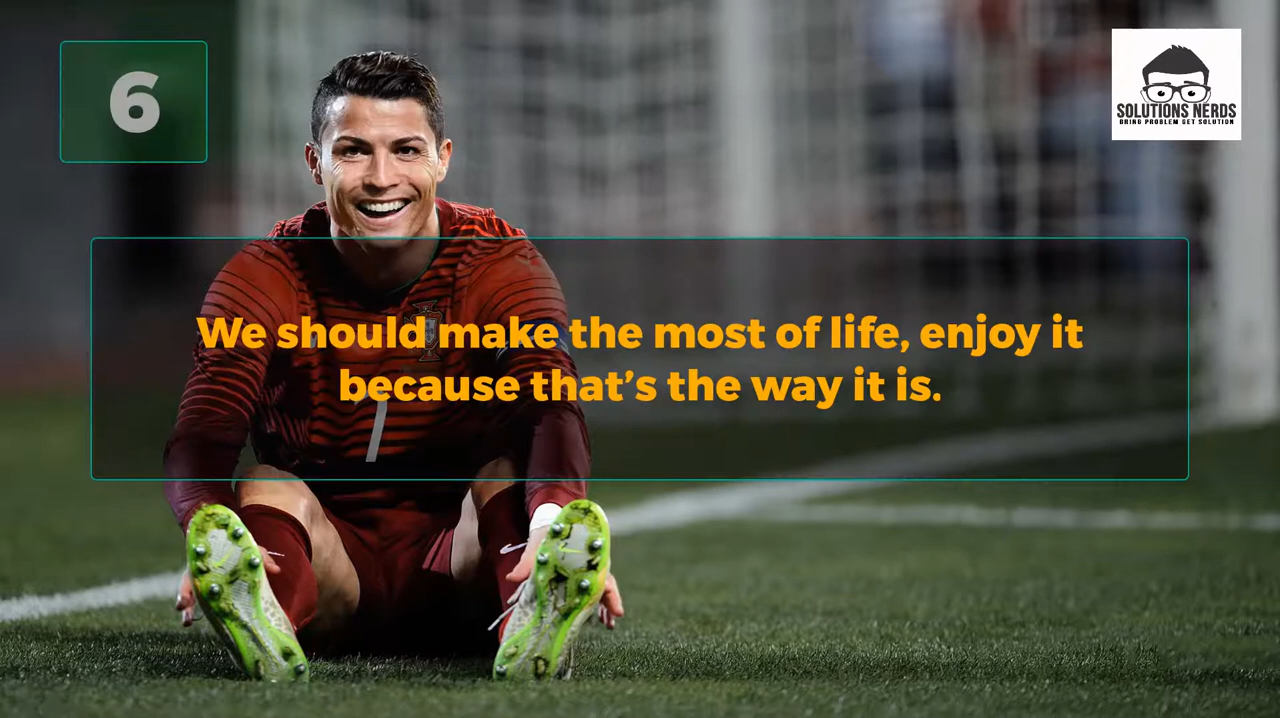 6
SOLUTIONS NERDS
BRING PROBLEM GET SOLUTION
We should make the most of life, enjoy it
because that’s the way it is.
7